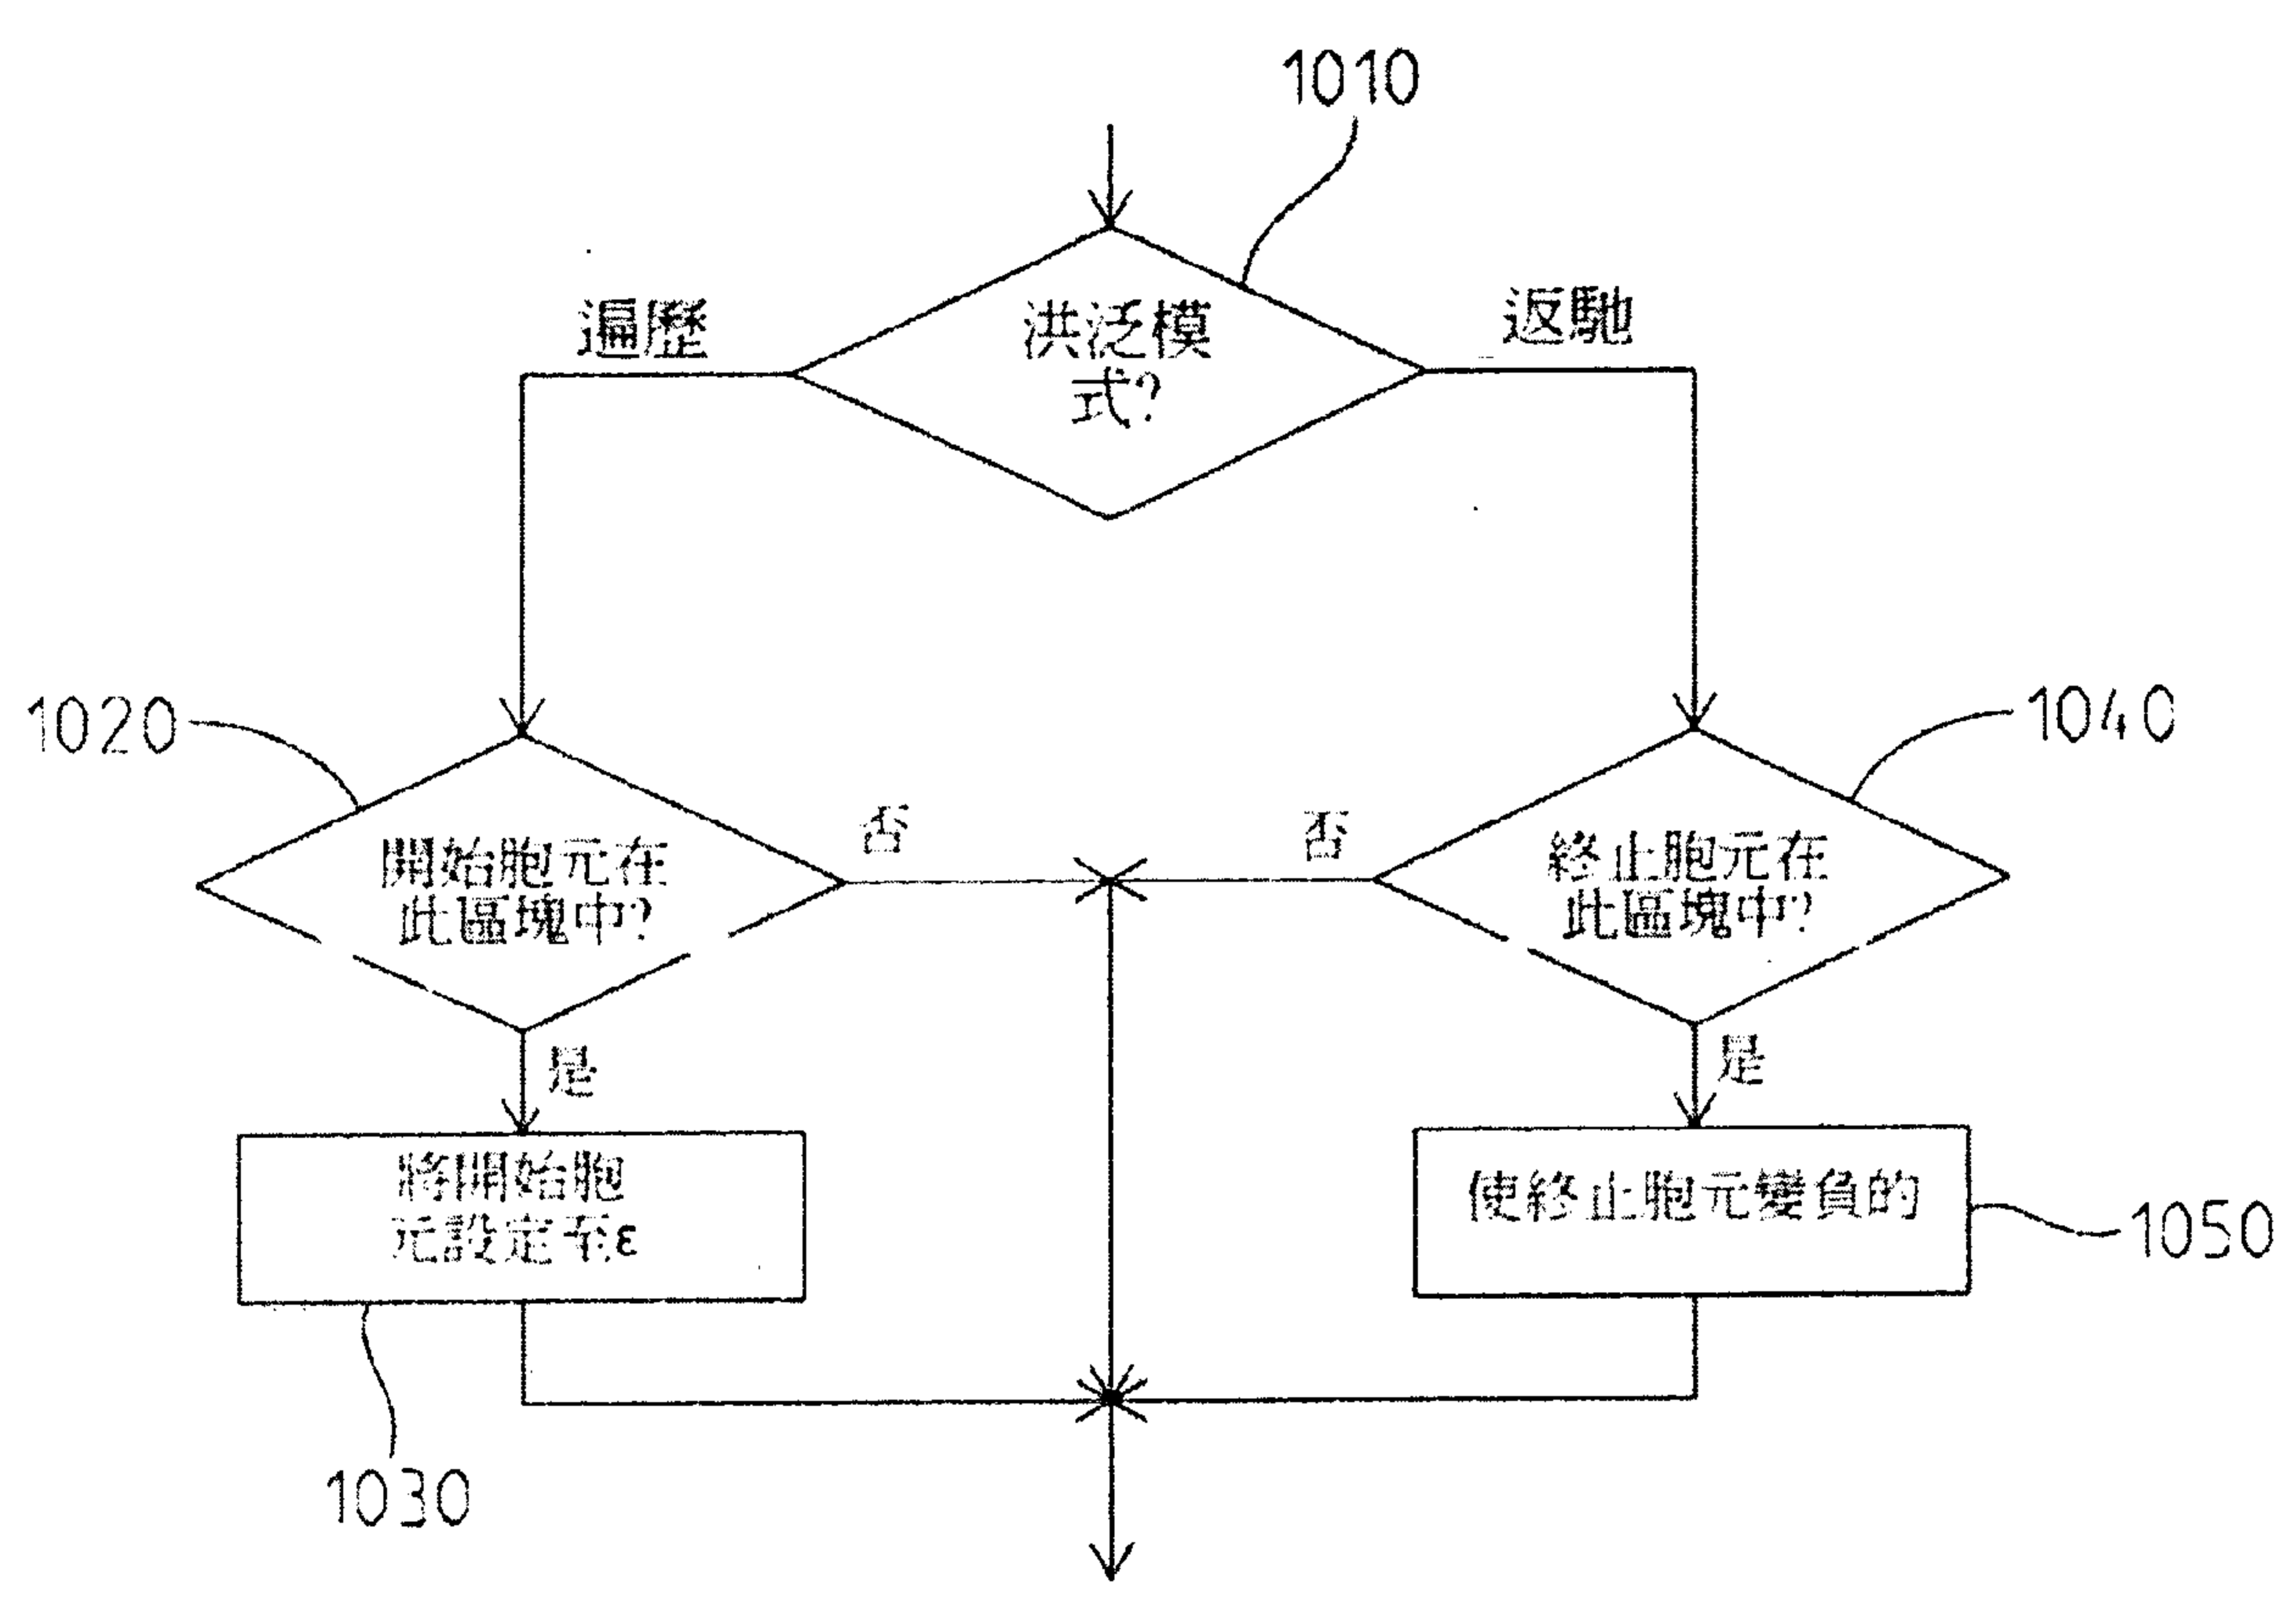 1010
遍歷
洪泛模
式?
返馳
1020
1040
否
否
開始胞元在
此區塊中?
終止胞元在
此區塊中?
是
是
將開始胞
元設定至ε
使終止胞元變負的
1050
1030